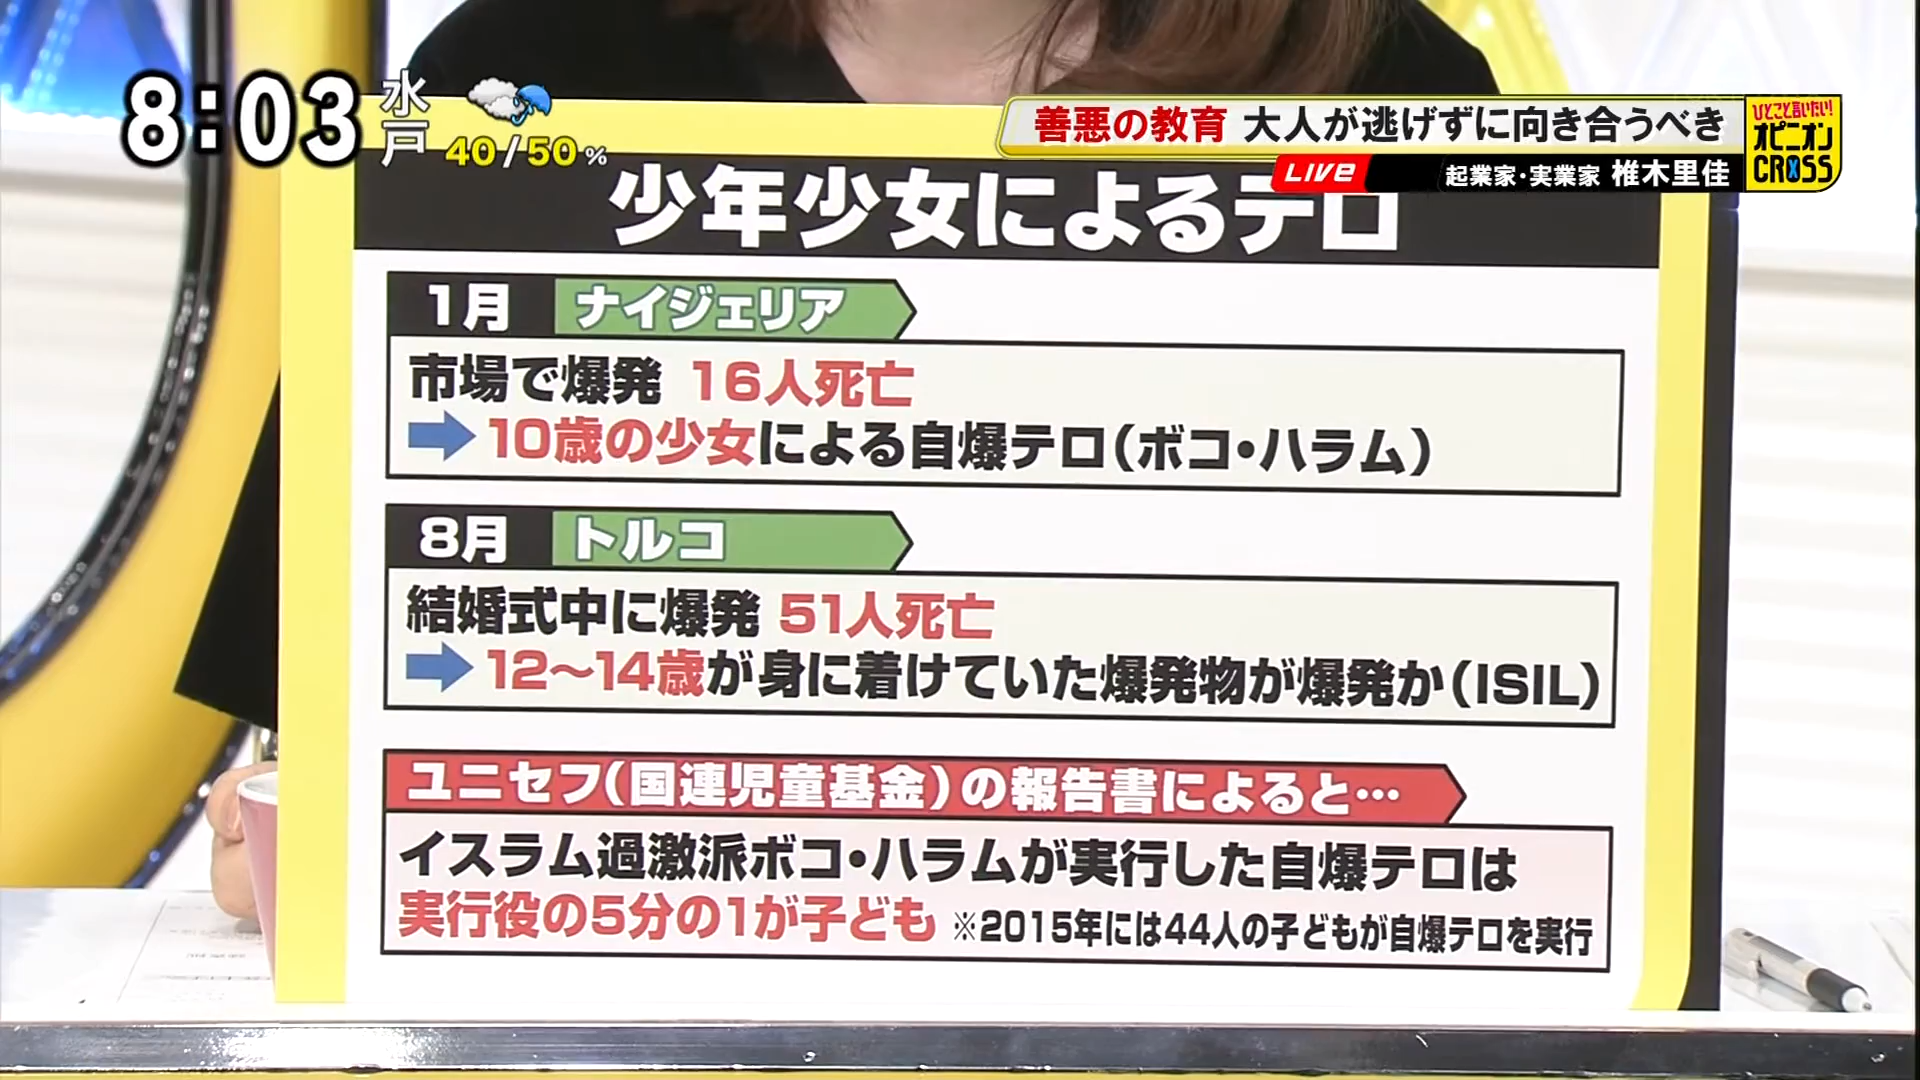 8:03
水戸
40/50%
善悪の教育 大人が逃げずに向き合うべき
ひとこと言いたい!
オピニオン
CROSS
LIVE
起業家・実業家 椎木里佳
少年少女によるテロ
1月 ナイジェリア
市場で爆発 16人死亡
➡10歳の少女による自爆テロ(ボコ・ハラム)
8月 トルコ
結婚式中に爆発 51人死亡
➡12〜14歳が身に着けていた爆発物が爆発か(ISIL)
ユニセフ(国連児童基金)の報告書によると…
イスラム過激派ボコ・ハラムが実行した自爆テロは
実行役の5分の1が子ども ※2015年には44人の子どもが自爆テロを実行